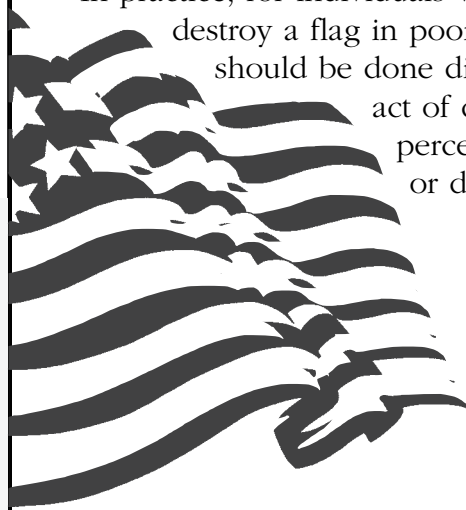 In practice, for individuals
destroy a flag in poor
should be done di
act of
perce
or d